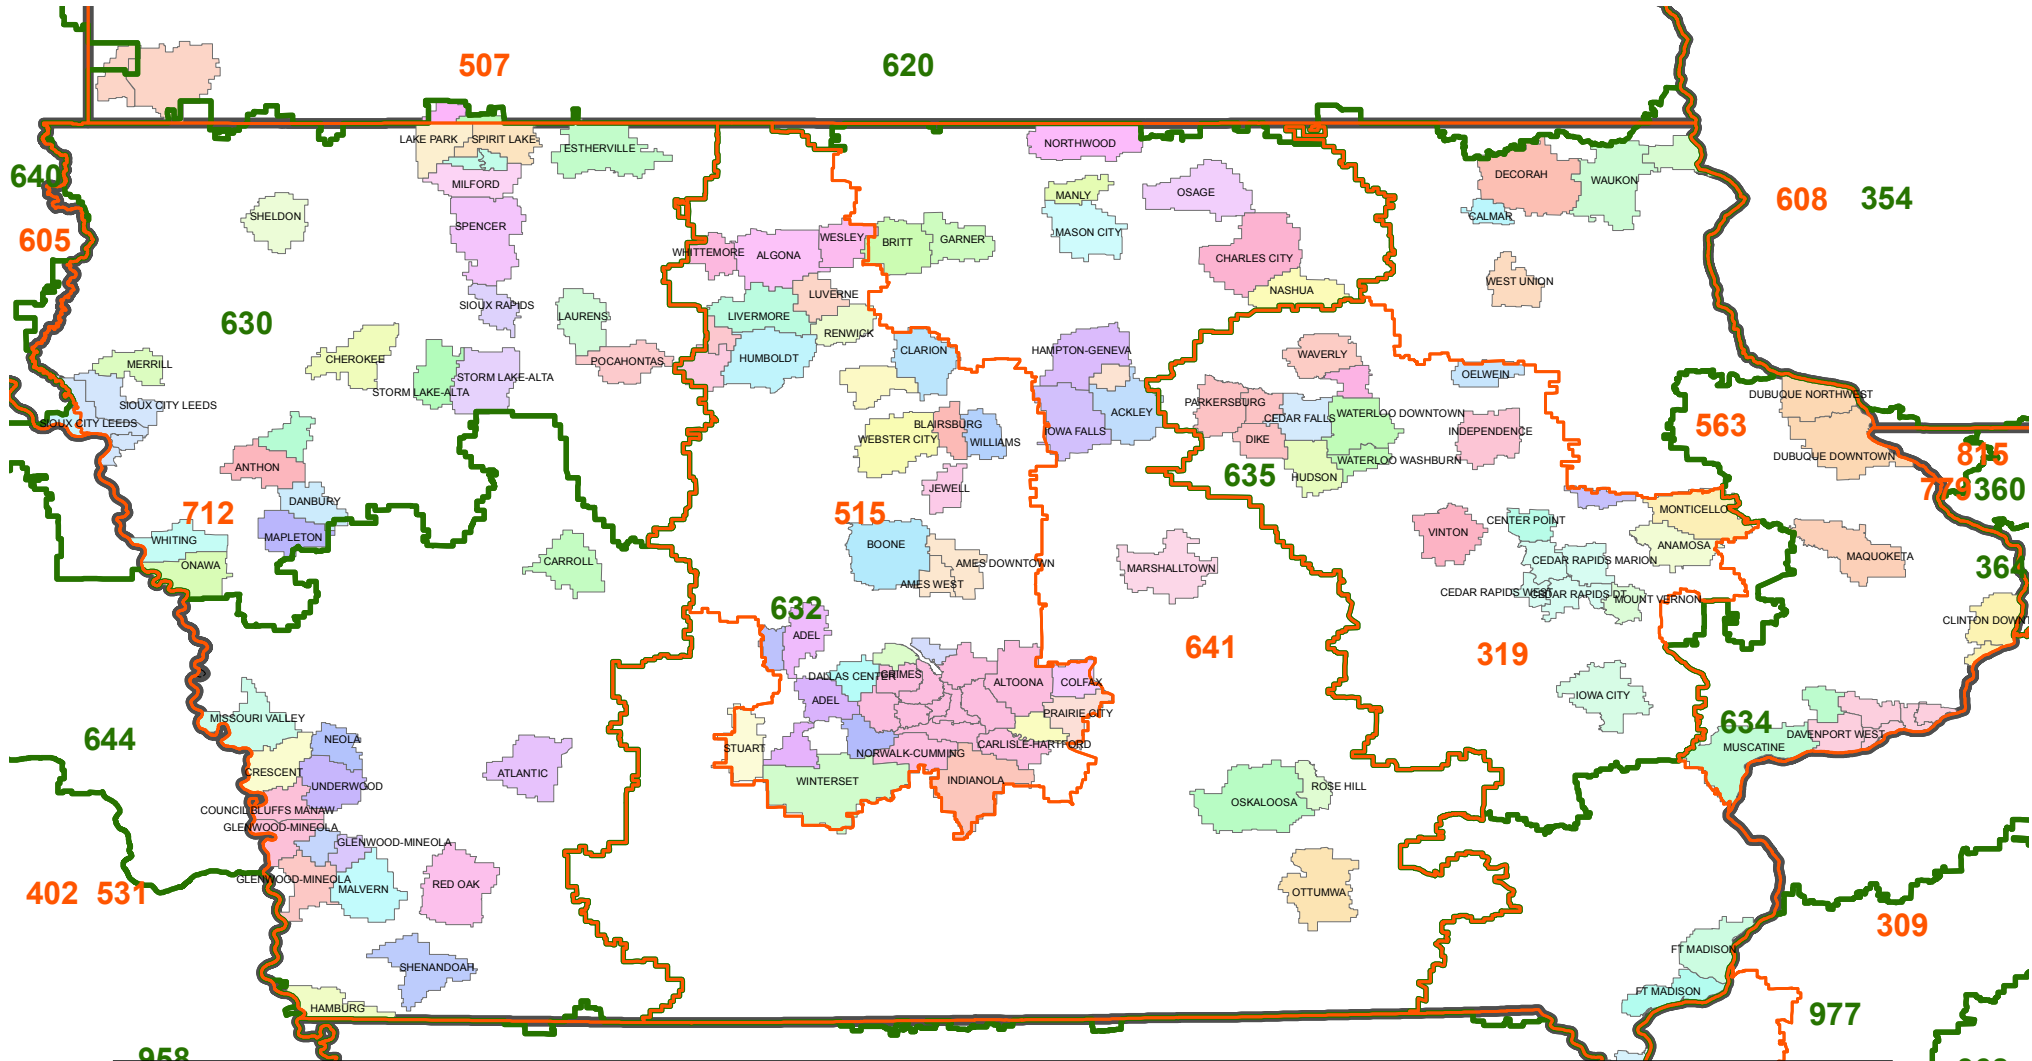 507
620
LAKE PARK
SPIRIT LAKE
ESTHERVILLE
NORTHWOOD
640
MILFORD
SHELDON
SPENCER
DECORAH
WAUKON
CALMAR
608
354
605
MANLY
OSAGE
MASON CITY
WHITTEMORE
ALGONA
WESLEY
BRITT
GARNER
CHARLES CITY
NASHUA
WEST UNION
SIOUX RAPIDS
LAURENS
LUVERNE
LIVERMORE
RENWICK
630
CHEROKEE
MERRILL
STORM LAKE-ALTA
STORM LAKE-ALTA
POCAHONTAS
HUMBOLDT
CLARION
HAMPTON-GENEVA
WAVERLY
OELWEIN
SIOUX CITY LEEDS
SIOUX CITY LEEDS
PARKERSBURG
CEDAR FALLS
WATERLOO DOWNTOWN
ACKLEY
IOWA FALLS
DIKE
INDEPENDENCE
DUBUQUE NORTHWEST
563
DUBUQUE DOWNTOWN
815
BLAIRSBURG
WEBSTER CITY
WILLIAMS
JEWELL
ANTHON
DANBURY
635
HUDSON
WATERLOO WASHBURN
779
360
712
WHITING
MAPLETON
ONAWA
CARROLL
515
BOONE
AMES DOWNTOWN
AMES WEST
MARSHALLTOWN
VINTON
CENTER POINT
MONTICELLO
ANAMOSA
CEDAR RAPIDS MARION
CEDAR RAPIDS WEST
CEDAR RAPIDS DT
MOUNT VERNON
MAQUOKETA
364
CLINTON DOWNT
632
ADEL
DALLAS CENTER
GRIMES
ADEL
ALTOONA
COLFAX
PRAIRIE CITY
641
319
IOWA CITY
MISSOURI VALLEY
644
NEOLA
CRESCENT
UNDERWOOD
ATLANTIC
STUART
NORWALK-CUMMING
CARLISLE-HARTFORD
WINTERSET
INDIANOLA
634
DAVENPORT WEST
MUSCATINE
OSKALOOSA
ROSE HILL
COUNCIL BLUFFS MANAW
GLENWOOD-MINEOLA
GLENWOOD-MINEOLA
GLENWOOD-MINEOLA
MALVERN
RED OAK
OTTUMWA
402
531
309
SHENANDOAH
HAMBURG
FT MADISON
FT MADISON
977
958